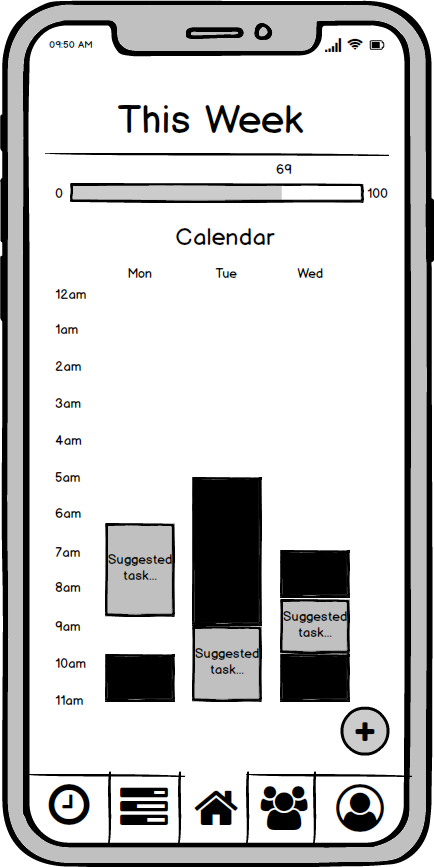 09:50 AM
This Week
69
0 100
Calendar
Mon Tue Wed
12am
1am
2am
3am
4am
5am
6am
7am
Suggested
task...
8am
Suggested
task...
9am
Suggested
task...
10am
11am